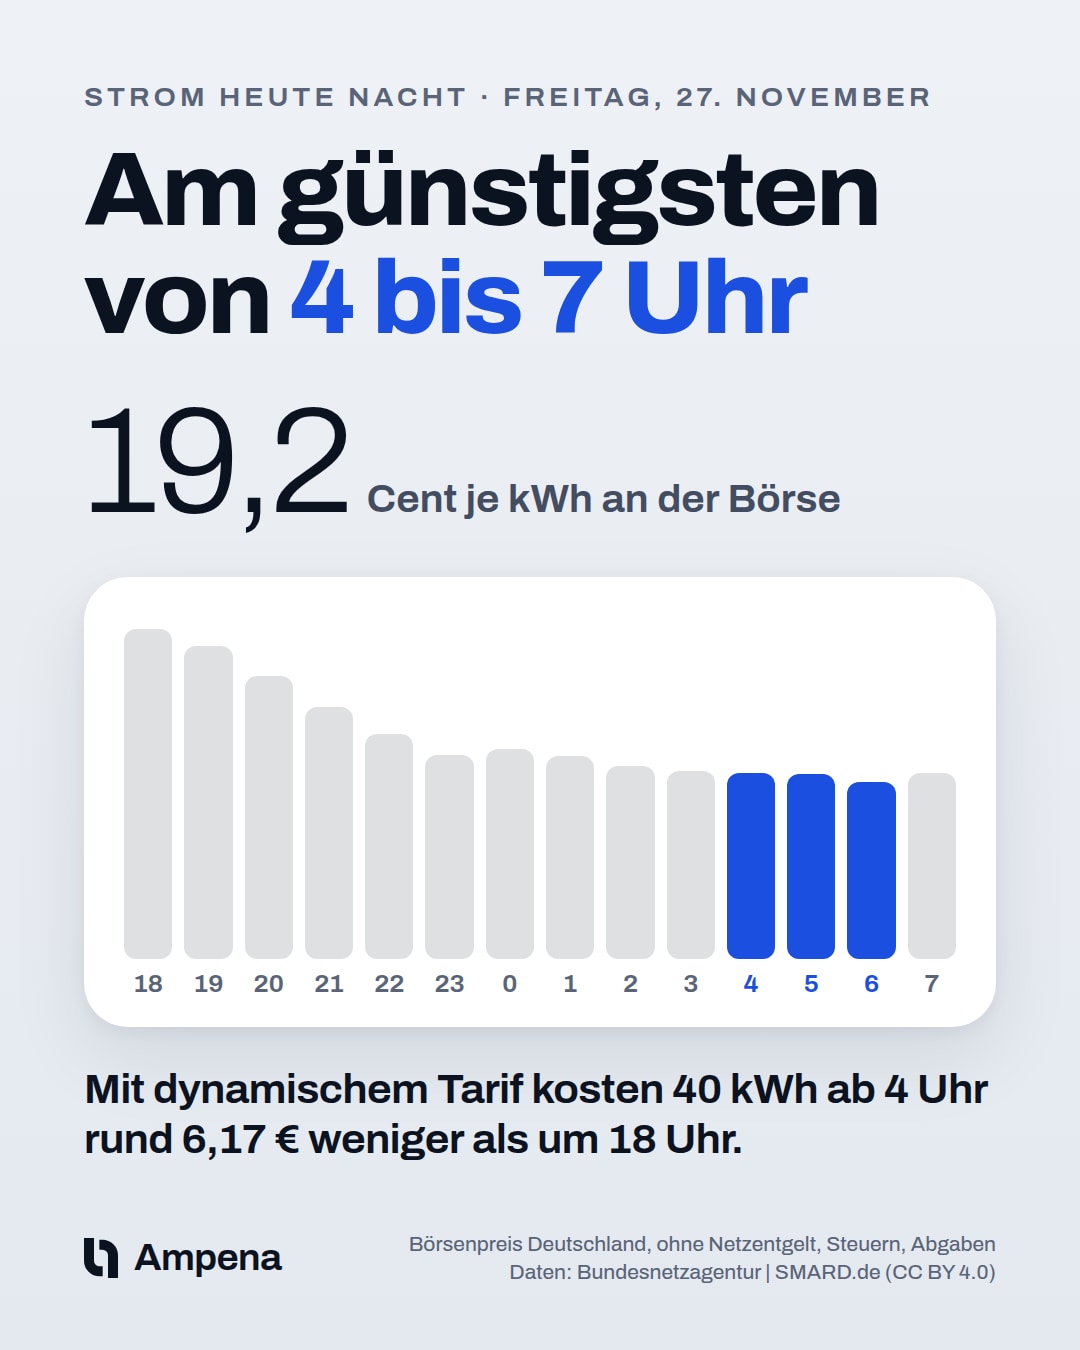 STROM HEUTE NACHT · FREITAG, 27. NOVEMBER
Am günstigsten
von 4 bis 7 Uhr
19,2 Cent je kWh an der Börse
18 19 20 21 22 23 0 1 2 3 4 5 6 7
Mit dynamischem Tarif kosten 40 kWh ab 4 Uhr
rund 6,17 € weniger als um 18 Uhr.
Ampena
Börsenpreis Deutschland, ohne Netzentgelt, Steuern, Abgaben
Daten: Bundesnetzagentur | SMARD.de (CC BY 4.0)